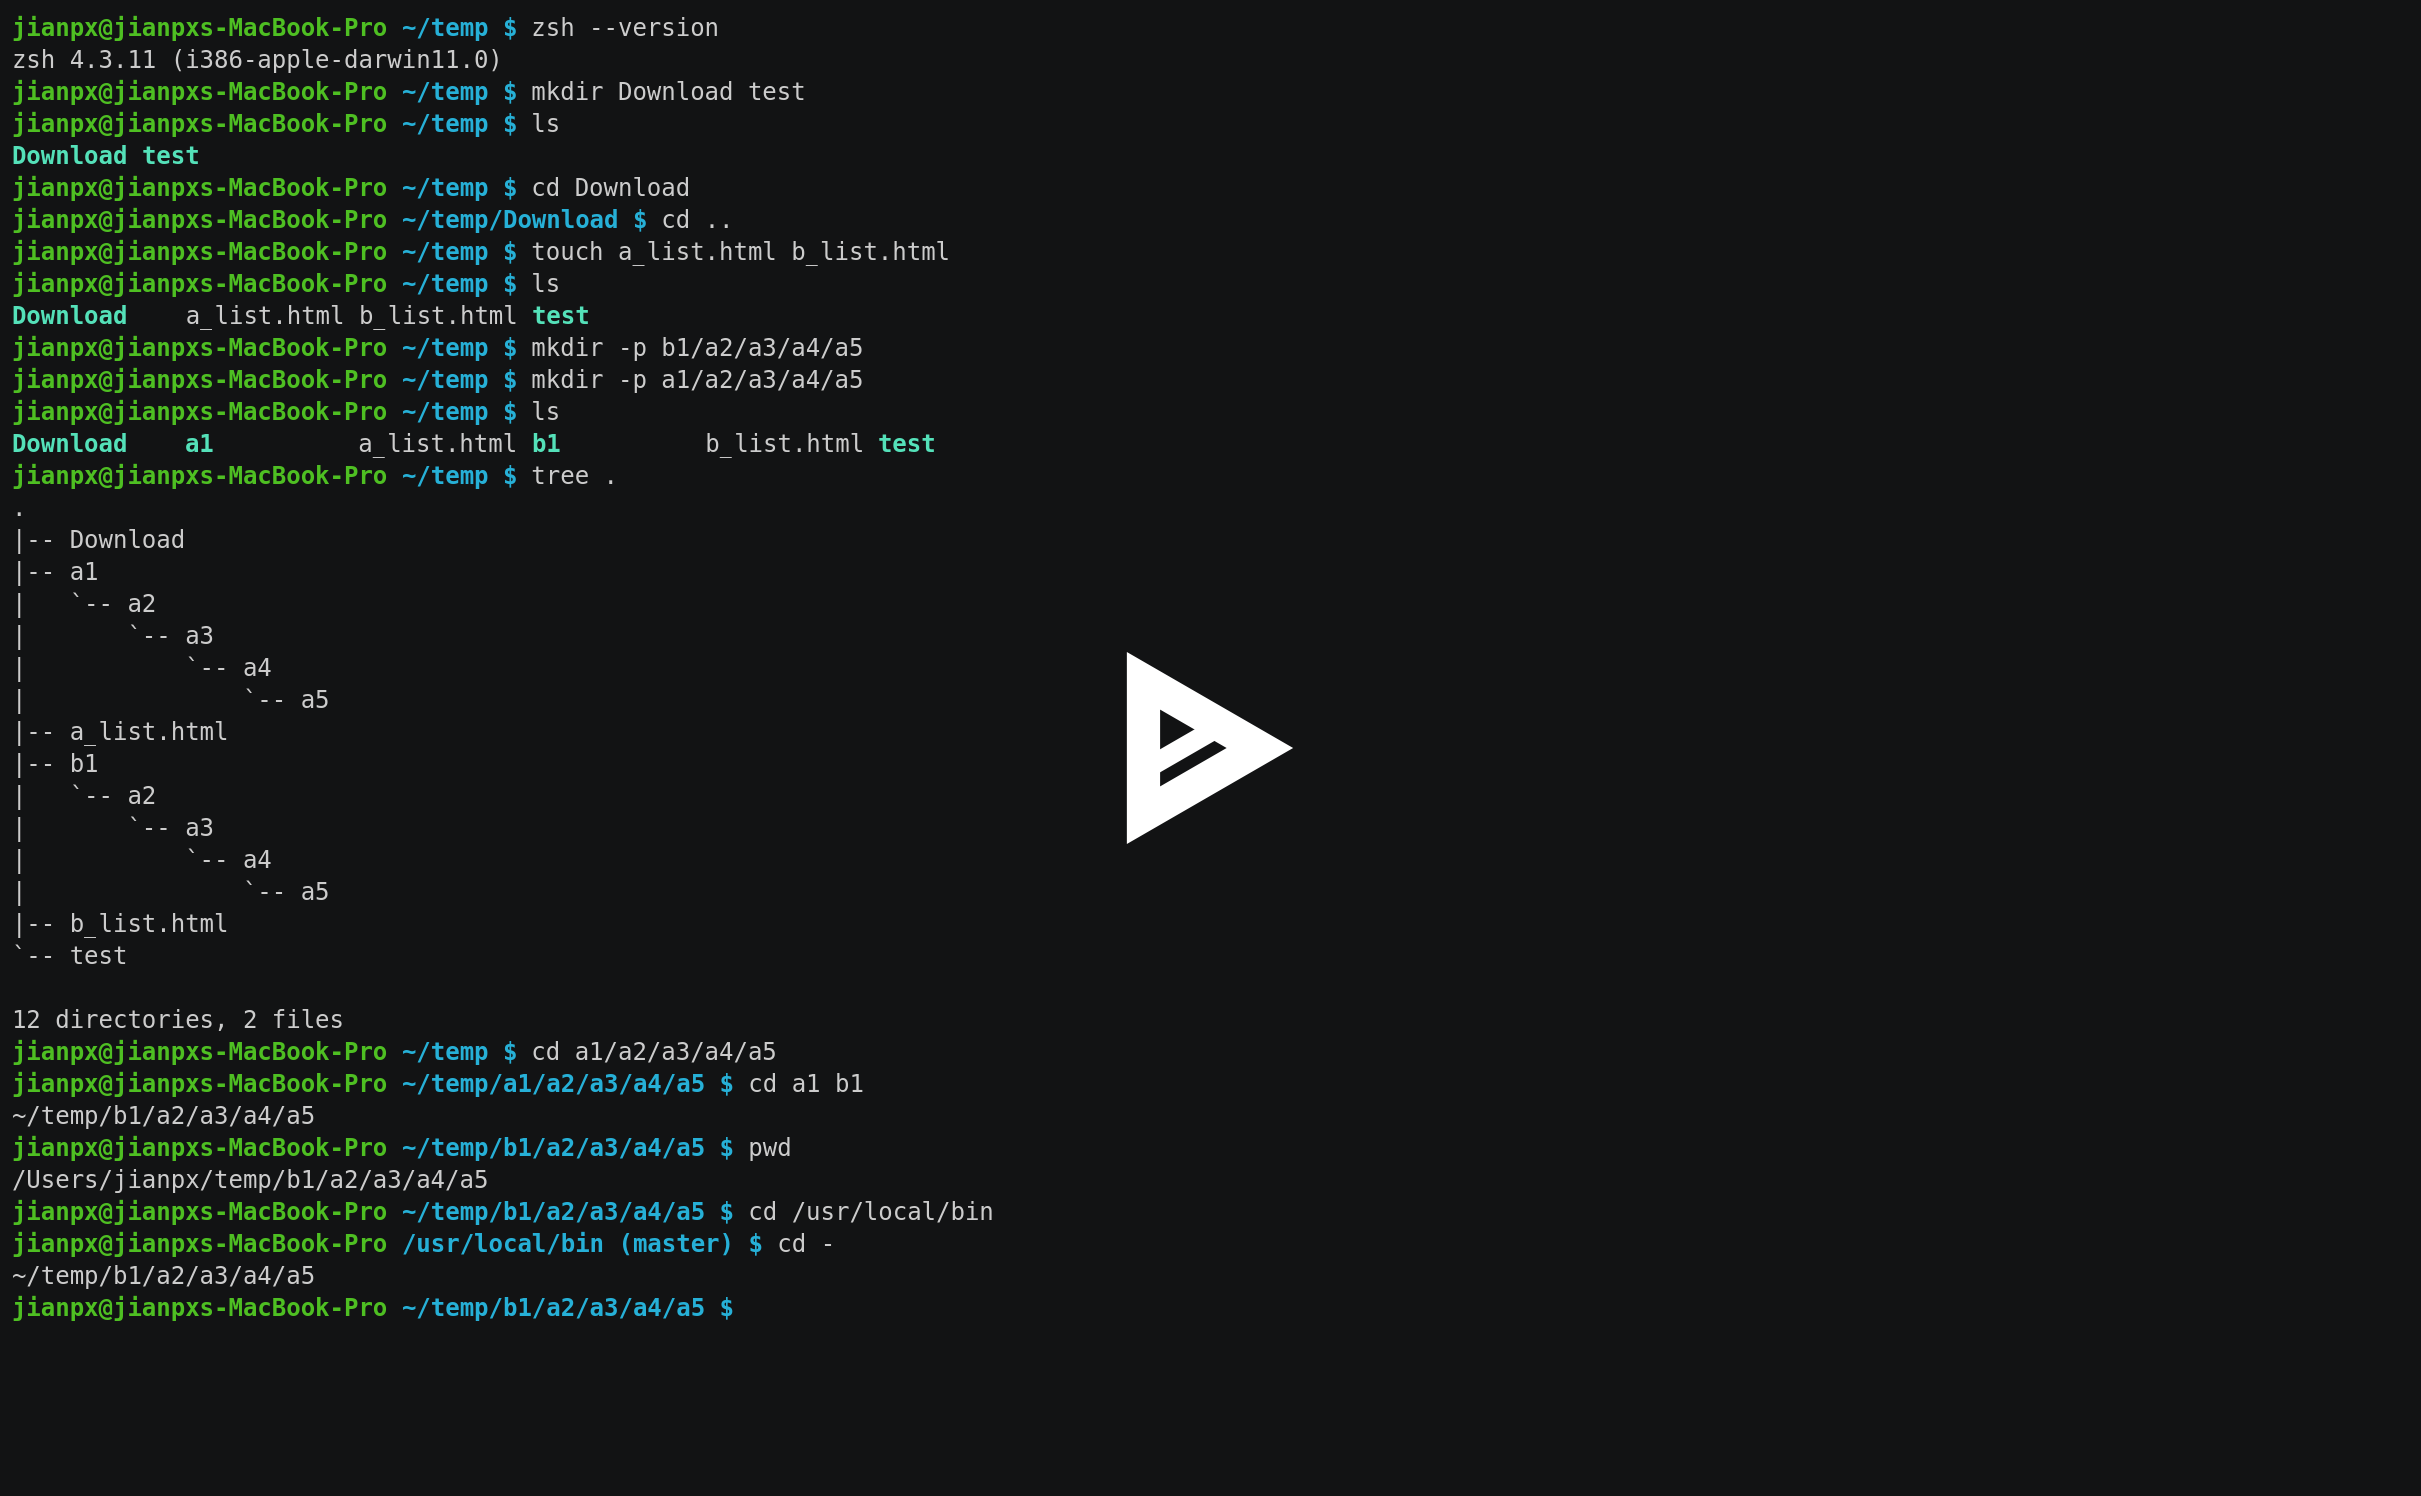 jianpx@jianpxs-MacBook-Pro ~/temp $ zsh --version
zsh 4.3.11 (i386-apple-darwin11.0)
jianpx@jianpxs-MacBook-Pro ~/temp $ mkdir Download test
jianpx@jianpxs-MacBook-Pro ~/temp $ ls
Download test
jianpx@jianpxs-MacBook-Pro ~/temp $ cd Download
jianpx@jianpxs-MacBook-Pro ~/temp/Download $ cd ..
jianpx@jianpxs-MacBook-Pro ~/temp $ touch a_list.html b_list.html
jianpx@jianpxs-MacBook-Pro ~/temp $ ls
Download    a_list.html b_list.html test
jianpx@jianpxs-MacBook-Pro ~/temp $ mkdir -p b1/a2/a3/a4/a5
jianpx@jianpxs-MacBook-Pro ~/temp $ mkdir -p a1/a2/a3/a4/a5
jianpx@jianpxs-MacBook-Pro ~/temp $ ls
Download    a1          a_list.html b1          b_list.html test
jianpx@jianpxs-MacBook-Pro ~/temp $ tree .
.
|-- Download
|-- a1
|   `-- a2
|       `-- a3
|           `-- a4
|               `-- a5
|-- a_list.html
|-- b1
|   `-- a2
|       `-- a3
|           `-- a4
|               `-- a5
|-- b_list.html
`-- test

12 directories, 2 files
jianpx@jianpxs-MacBook-Pro ~/temp $ cd a1/a2/a3/a4/a5
jianpx@jianpxs-MacBook-Pro ~/temp/a1/a2/a3/a4/a5 $ cd a1 b1
~/temp/b1/a2/a3/a4/a5
jianpx@jianpxs-MacBook-Pro ~/temp/b1/a2/a3/a4/a5 $ pwd
/Users/jianpx/temp/b1/a2/a3/a4/a5
jianpx@jianpxs-MacBook-Pro ~/temp/b1/a2/a3/a4/a5 $ cd /usr/local/bin
jianpx@jianpxs-MacBook-Pro /usr/local/bin (master) $ cd -
~/temp/b1/a2/a3/a4/a5
jianpx@jianpxs-MacBook-Pro ~/temp/b1/a2/a3/a4/a5 $